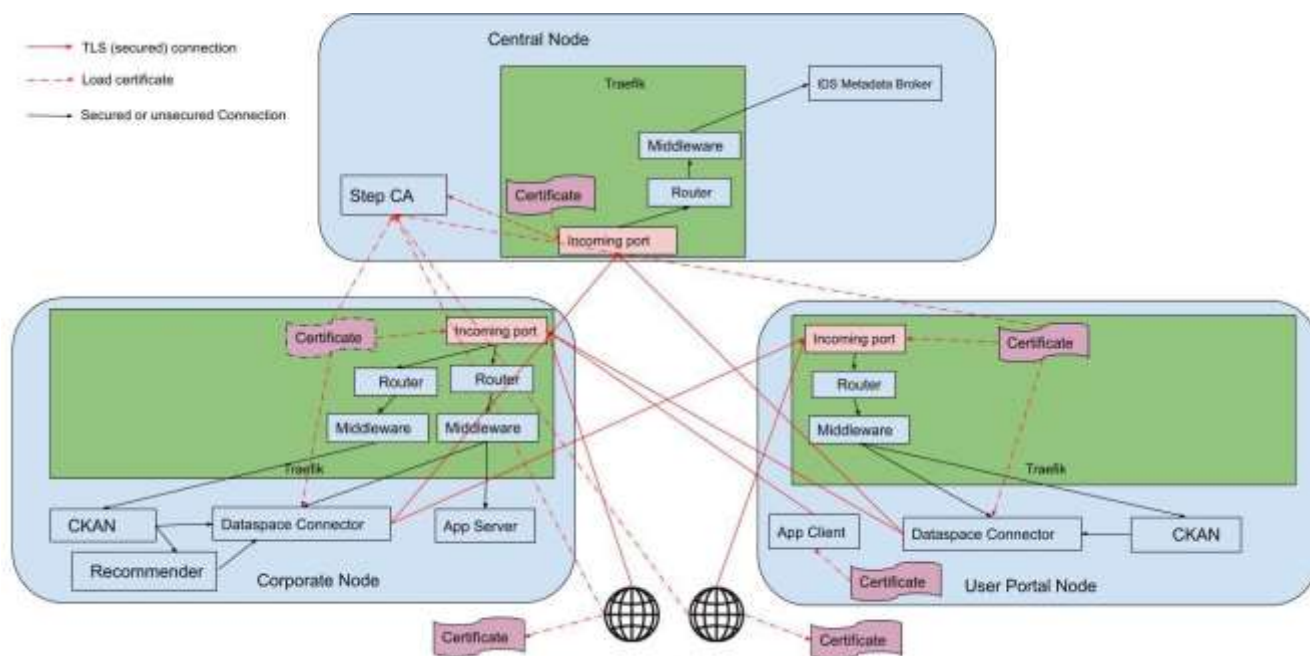 Central Node
TLS (secured) connection
Load certificate
Secured or unsecured Connection
Traefik
IDS Metadata Broker
Middleware
Step CA
Certificate
Router
Incoming port
Certificate
Incoming port
Router
Router
Middleware
Middleware
Traefik
CKAN
Dataspace Connector
App Server
Recommender
Corporate Node
Incoming port
Certificate
Router
Middleware
Traefik
App Client
Dataspace Connector
CKAN
Certificate
User Portal Node
Certificate
Certificate